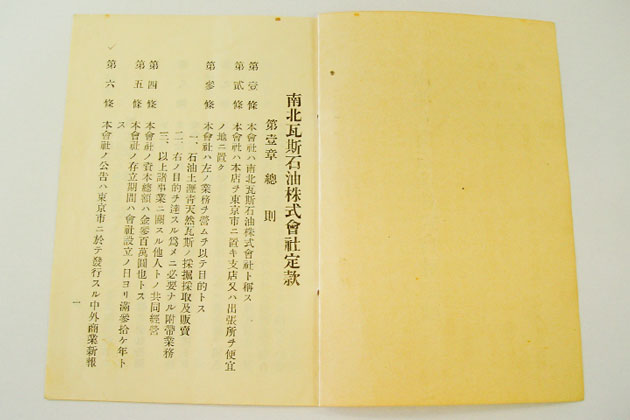 南北瓦斯石油株式會社定款
第壹章 總則
第壹條 本會社ハ南北瓦斯石油株式會社ト稱ス
第貳條 本會社ハ本店ヲ東京市ニ置キ支店又ハ出張所ヲ便宜
ノ地ニ置ク
第參條 本會社ハ左ノ業務ヲ營ムヲ以テ目的トス
一、石油土瀝靑天然瓦斯ノ採掘採取及販賣
二、右ノ目的ヲ達スル爲メニ必要ナル附帶業務
三、以上諸事業ニ關スル他人トノ共同經營
第四條 本會社ノ資本總額ハ金參百萬圓也トス
第五條 本會社ノ存立期間ハ會社設立ノ日ヨリ滿參拾ケ年ト
ス
第六條 本會社ノ公告ハ東京市ニ於テ發行スル中外商業新報
一